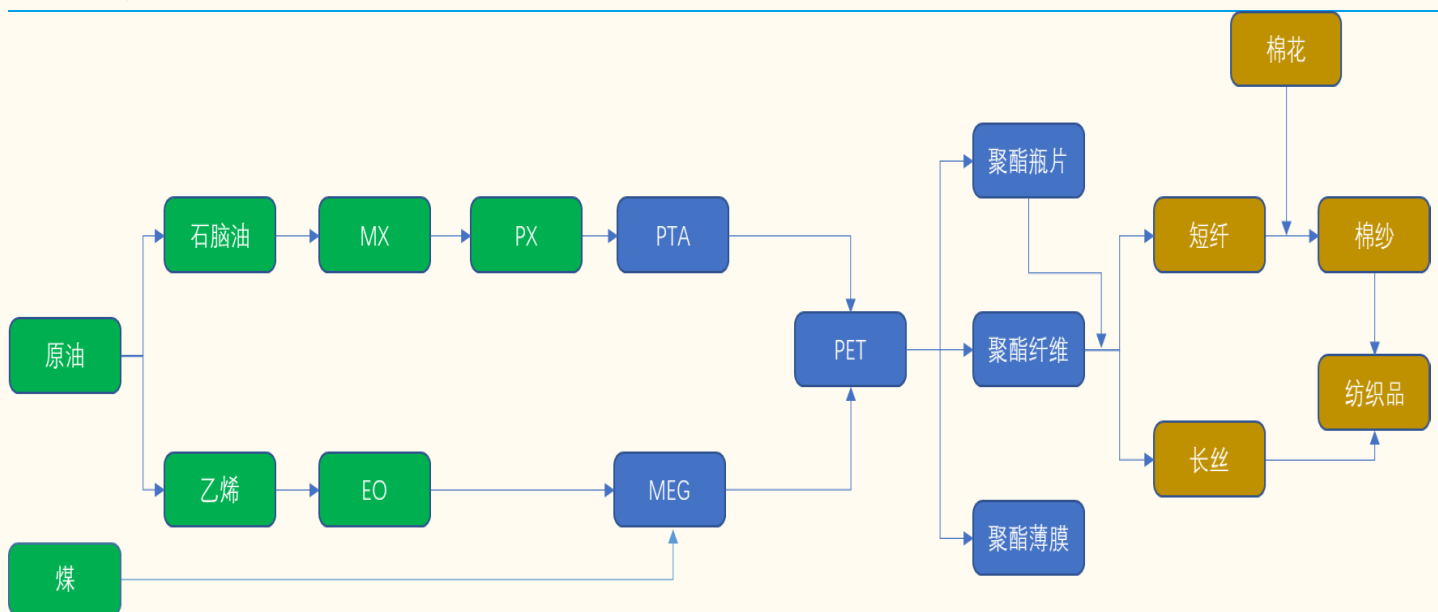 棉花
聚酯瓶片
石脑油
MX
PX
PTA
短纤
棉纱
原油
PET
聚酯纤维
纺织品
乙烯
EO
MEG
长丝
聚酯薄膜
煤